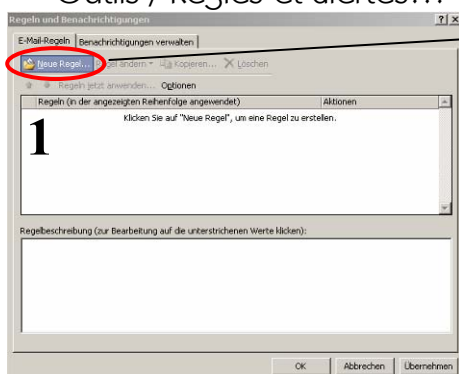 Outils / Règles et alertes...
Regeln und Benachrichtigungen
E-Mail-Regeln Benachrichtigungen verwalten
Neue Regel... Regel ändern Kopieren... Löschen
Regeln jetzt anwenden... Optionen
Regeln (in der angezeigten Reihenfolge angewendet) Aktionen
Klicken Sie auf "Neue Regel", um eine Regel zu erstellen.
1
Regelbeschreibung (zur Bearbeitung auf die unterstrichenen Werte klicken):
OK Abbrechen Übernehmen